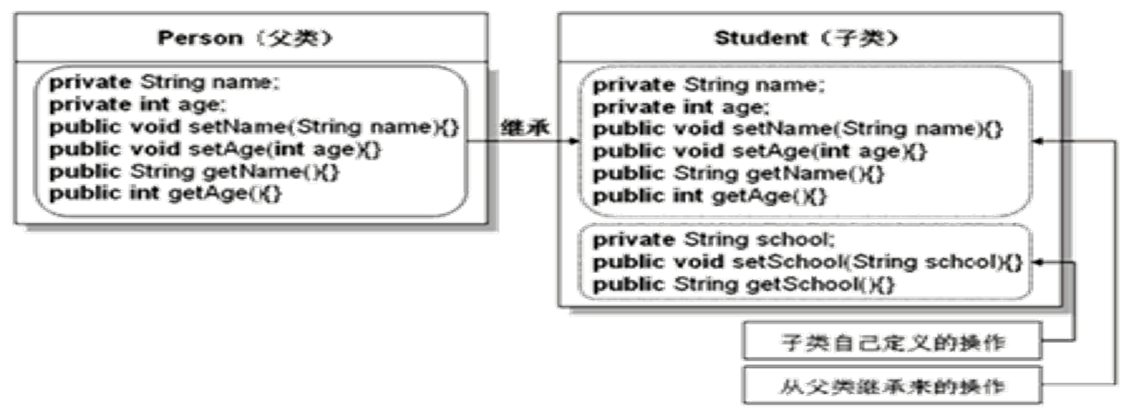 Person（父类）
private String name;
private int age;
public void setName(String name){}
public void setAge(int age){}
public String getName(){}
public int getAge(){}
继承
Student（子类）
private String name;
private int age;
public void setName(String name){}
public void setAge(int age){}
public String getName(){}
public int getAge(){}
private String school;
public void setSchool(String school){}
public String getSchool(){}
子类自己定义的操作
从父类继承来的操作